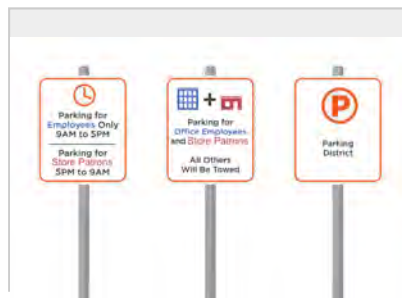 Parking for
Employees Only
9AM to 5PM
Parking for
Store Patrons
5PM to 9AM
Parking for
Office Employees
and Store Patrons
All Others
Will Be Towed
P
Parking
District